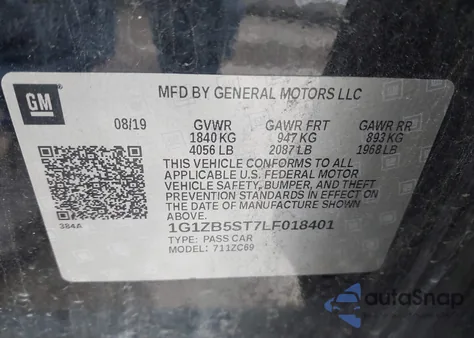 MFD BY GENERAL MOTORS LLC
GM
08/19 GVWR GAWR FRT GAWR RR
1840 KG 947 KG 893 KG
4056 LB 2087 LB 1968 LB
THIS VEHICLE CONFORMS TO ALL
APPLICABLE U.S. FEDERAL MOTOR
VEHICLE SAFETY, BUMPER, AND THEFT
PREVENTION STANDARDS IN EFFECT
ON THE DATE OF MANUFACTURE
SHOWN ABOVE.
384A
1G1ZB5ST7LF018401
TYPE: PASS CAR
MODEL: 711ZC69
autoSnap